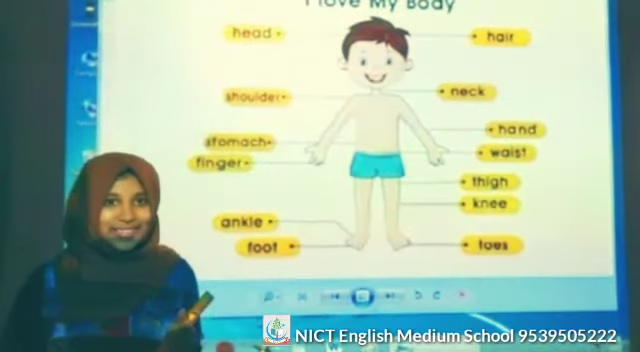 I love My Body
head
hair
shoulder
neck
stomach
hand
finger
waist
thigh
knee
ankle
foot
toes
NICT English Medium School 9539505222